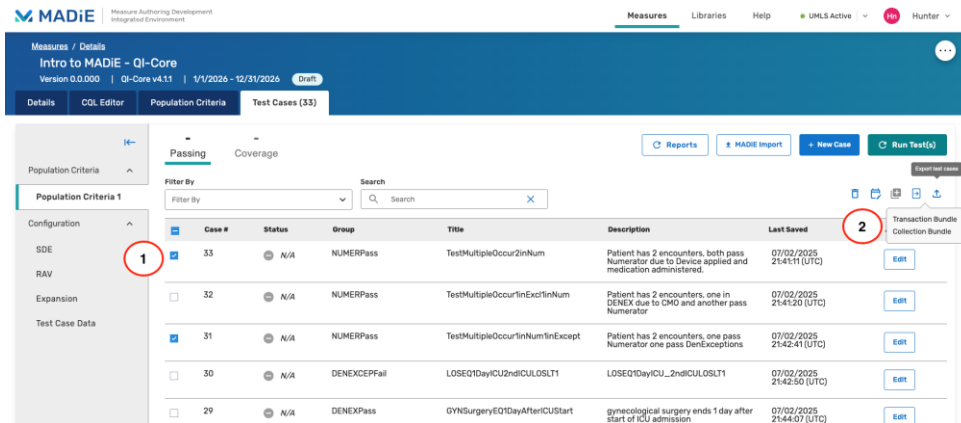 MADiE
Measure Authoring Development
Integrated Environment
Measures Libraries Help UMLS Active Hn Hunter
Measures / Details
Intro to MADiE - QI-Core
Version 0.0.000 | QI-Core v4.1.1 | 1/1/2026 - 12/31/2026 Draft
Details CQL Editor Population Criteria Test Cases (33)
Population Criteria
Population Criteria 1
Configuration
SDE
RAV
Expansion
Test Case Data
- -
Passing Coverage
Reports MADiE Import + New Case Run Test(s)
Export test cases
Filter By Search
Filter By Search
Transaction Bundle
Collection Bundle
1
2
Case # Status Group Title Description Last Saved
33 N/A NUMERPass TestMultipleOccur2inNum Patient has 2 encounters, both pass 07/02/2025 Edit
Numerator due to Device applied and 21:41:11 (UTC)
medication administered.
32 N/A NUMERPass TestMultipleOccur1inExcl1inNum Patient has 2 encounters, one in 07/02/2025 Edit
DENEX due to CMO and another pass 21:41:20 (UTC)
Numerator
31 N/A NUMERPass TestMultipleOccur1inNum1inExcept Patient has 2 encounters, one pass 07/02/2025 Edit
Numerator one pass DenExceptions 21:42:41 (UTC)
30 N/A DENEXCEPFail LOSEQ1DayICU2ndICULOSLT1 LOSEQ1DayICU_2ndICULOSLT1 07/02/2025 Edit
21:42:50 (UTC)
29 N/A DENEXPass GYNSurgeryEQ1DayAfterICUStart gynecological surgery ends 1 day after 07/02/2025 Edit
start of ICU admission 21:44:07 (UTC)